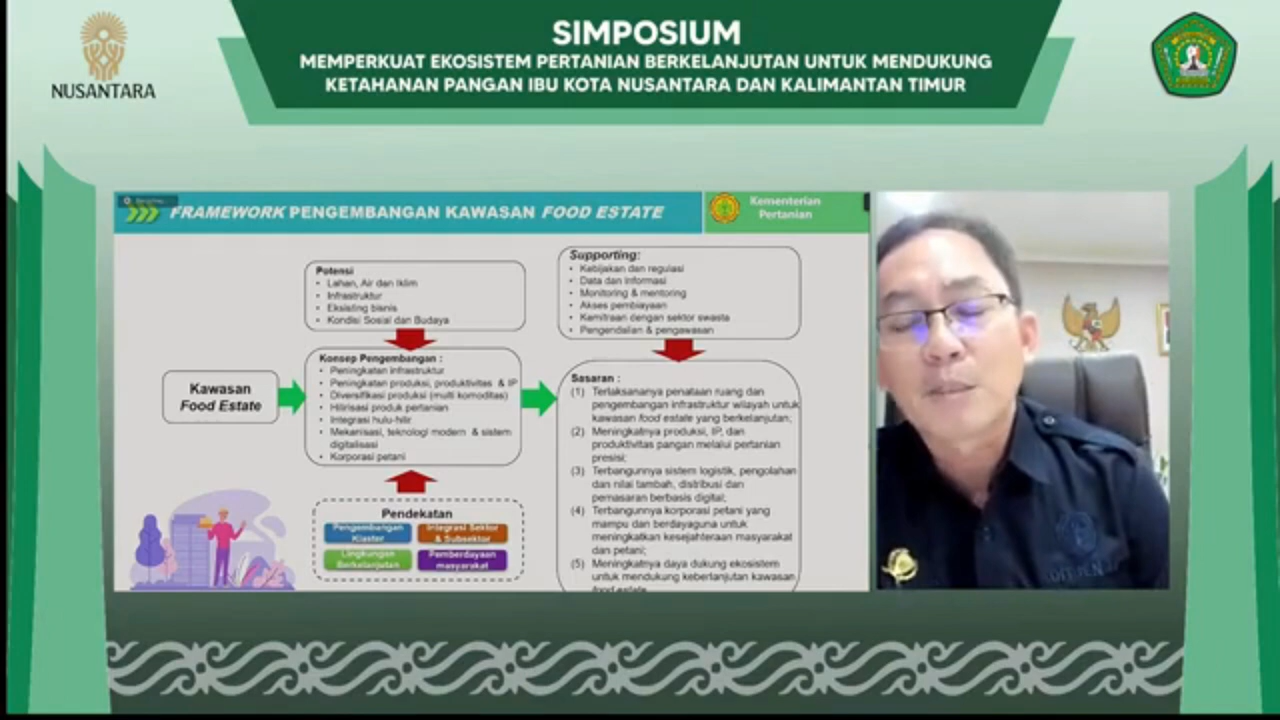 SIMPOSIUM
MEMPERKUAT EKOSISTEM PERTANIAN BERKELANJUTAN UNTUK MENDUKUNG
KETAHANAN PANGAN IBU KOTA NUSANTARA DAN KALIMANTAN TIMUR
NUSANTARA
FRAMEWORK PENGEMBANGAN KAWASAN FOOD ESTATE
Kementerian
Pertanian
Potensi
• Lahan, Air dan Iklim
• Infrastruktur
• Eksisting bisnis
• Kondisi Sosial dan Budaya
Supporting:
• Kebijakan dan regulasi
• Data dan informasi
• Monitoring & mentoring
• Akses pembiayaan
• Kemitraan dengan sektor swasta
• Pengendalian & pengawasan
Kawasan
Food Estate
Konsep Pengembangan :
• Peningkatan infrastruktur
• Peningkatan produksi, produktivitas & IP
• Diversifikasi produksi (multi komoditas)
• Hilirisasi produk pertanian
• Integrasi hulu-hilir
• Mekanisasi, teknologi modern & sistem
digitalisasi
• Korporasi petani
Sasaran :
(1) Terlaksananya penataan ruang dan
pengembangan infrastruktur wilayah untuk
kawasan food estate yang berkelanjutan;
(2) Meningkatnya produksi, IP, dan
produktivitas pangan melalui pertanian
presisi;
(3) Terbangunnya sistem logistik, pengolahan
dan nilai tambah, distribusi dan
pemasaran berbasis digital;
(4) Terbangunnya korporasi petani yang
mampu dan berdayaguna untuk
meningkatkan kesejahteraan masyarakat
dan petani;
(5) Meningkatnya daya dukung ekosistem
untuk mendukung keberlanjutan kawasan
food estate
Pendekatan
Pengembangan
Klaster
Integrasi Sektor
& Subsektor
Lingkungan
Berkelanjutan
Pemberdayaan
masyarakat